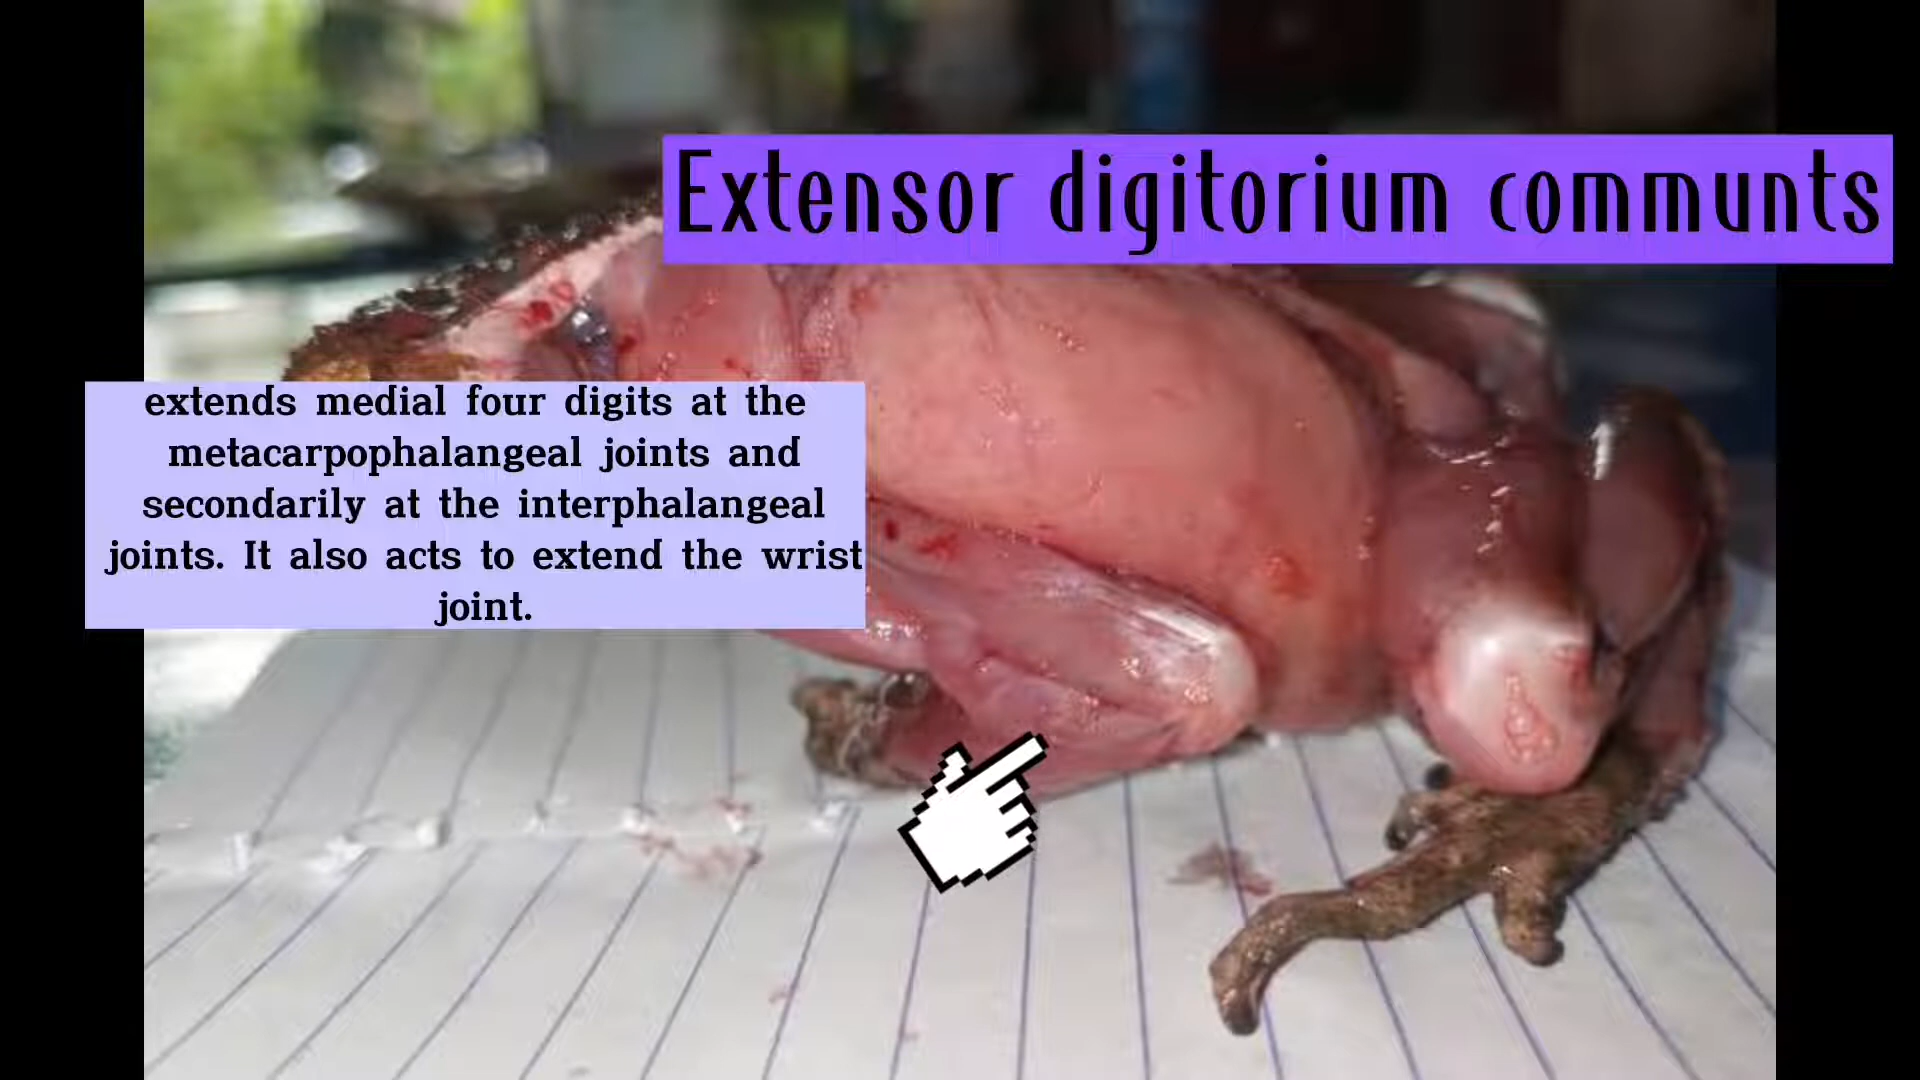 Extensor digitorium communts
extends medial four digits at the
metacarpophalangeal joints and
secondarily at the interphalangeal
joints. It also acts to extend the wrist
joint.